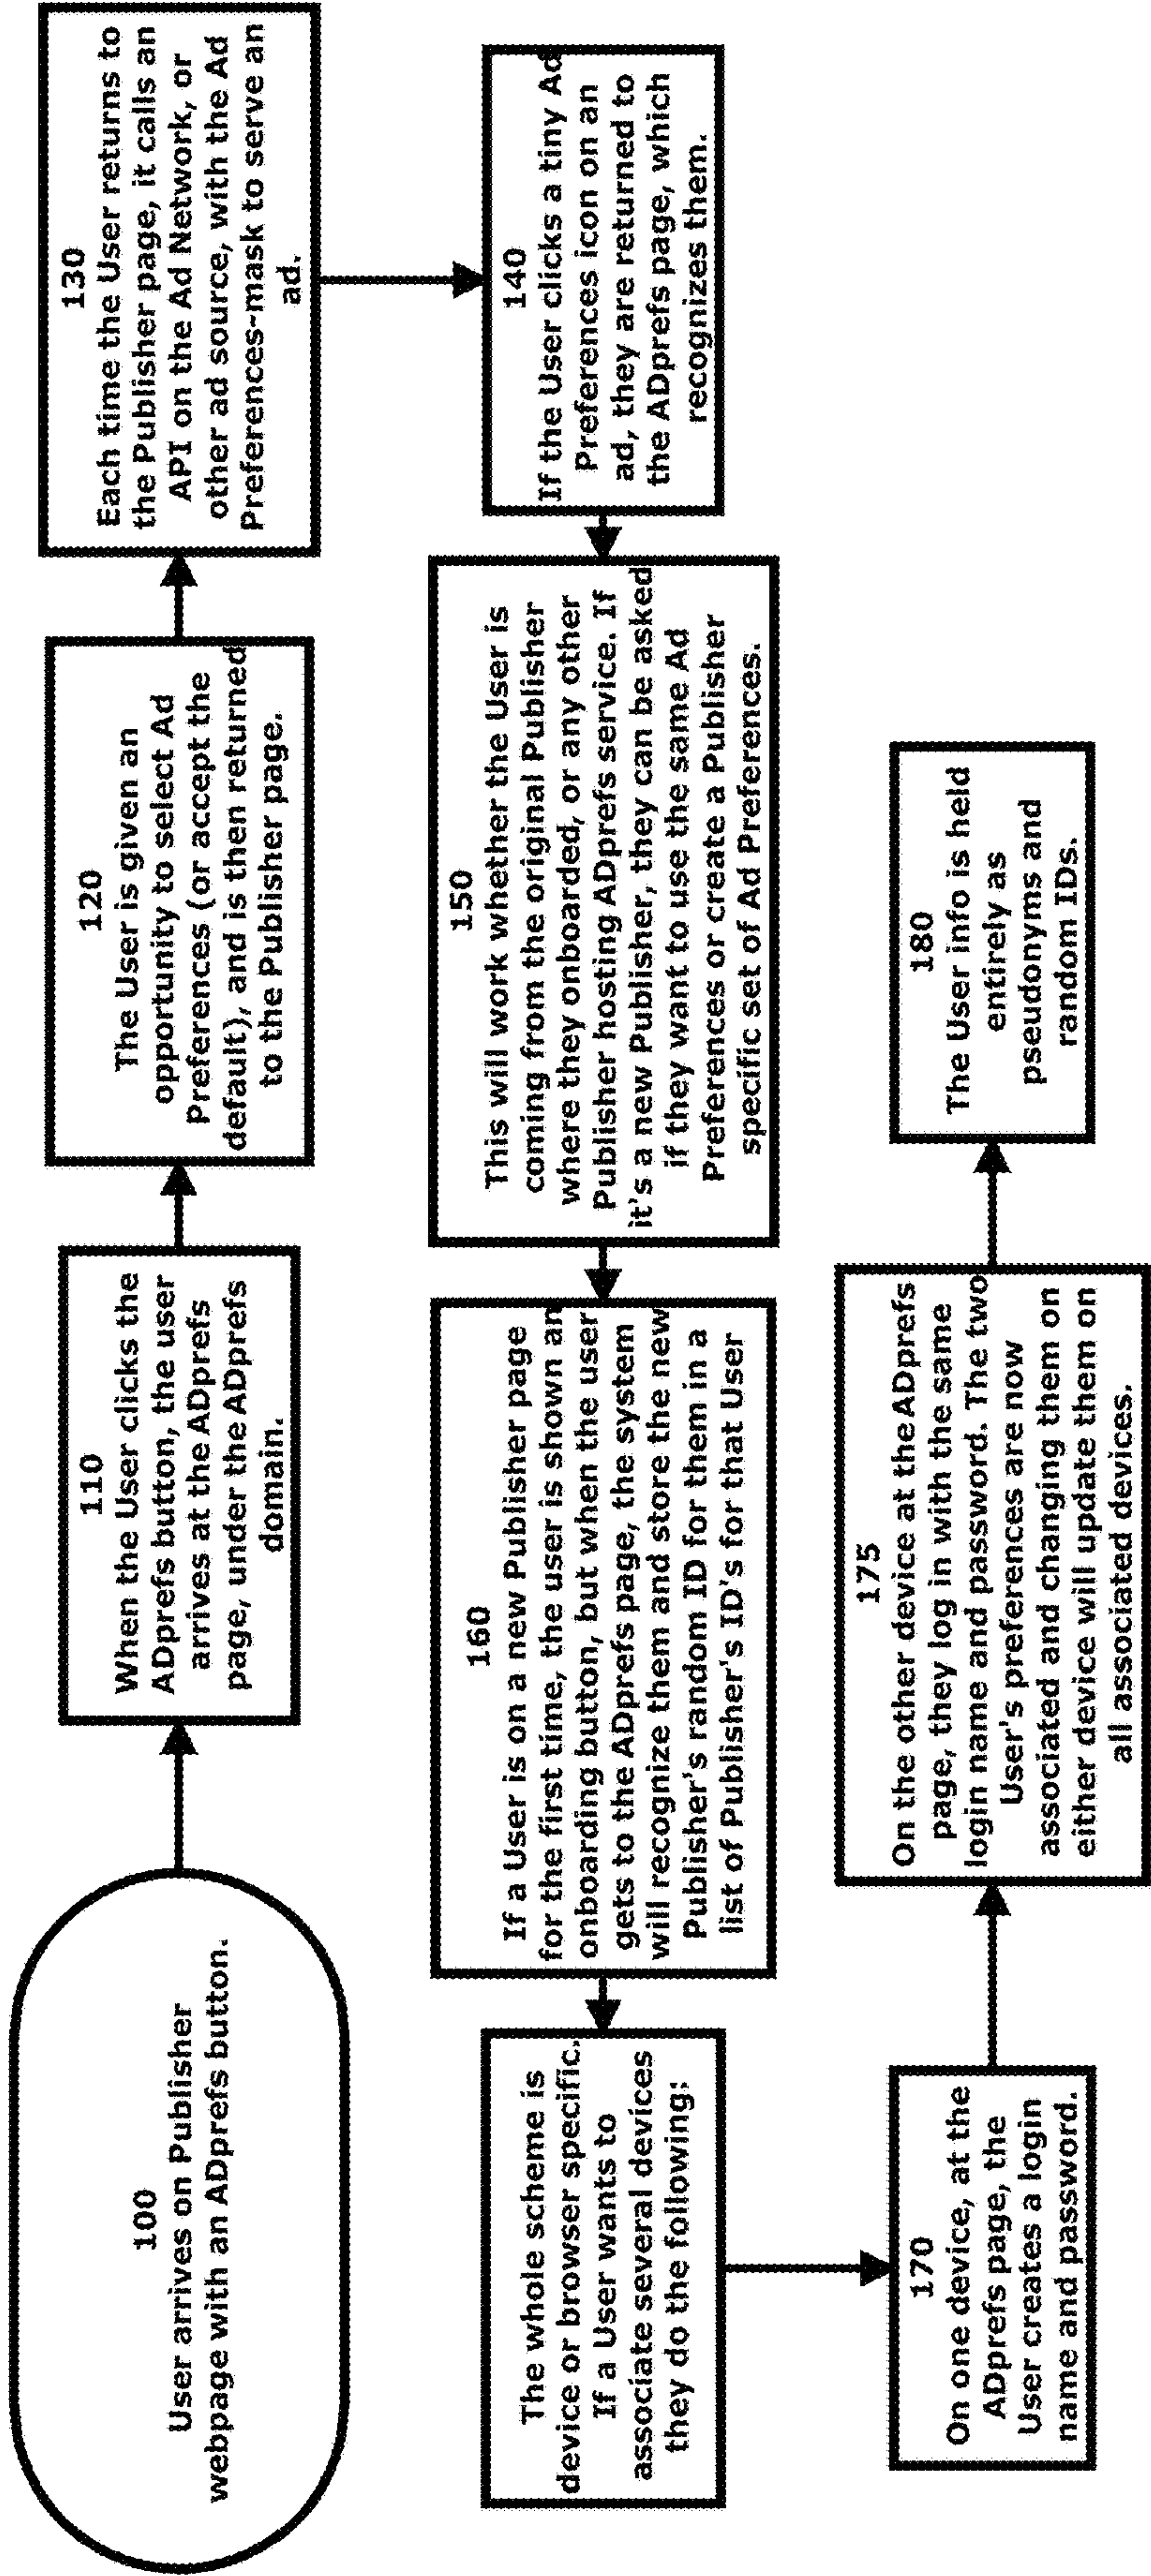 100
User arrives on Publisher
webpage with an ADprefs button.
110
When the User clicks the
ADprefs button, the user
arrives at the ADprefs
page, under the ADprefs
domain.
120
The User is given an
opportunity to select Ad
Preferences (or accept the
default), and is then returned
to the Publisher page.
130
Each time the User returns to
the Publisher page, it calls an
API on the Ad Network, or
other ad source, with the Ad
Preferences-mask to serve an
ad.
140
If the User clicks a tiny Ad
Preferences icon on an
ad, they are returned to
the ADprefs page, which
recognizes them.
150
This will work whether the User is
coming from the original Publisher
where they onboarded, or any other
Publisher hosting ADprefs service. If
it's a new Publisher, they can be asked
if they want to use the same Ad
Preferences or create a Publisher
specific set of Ad Preferences.
160
If a User is on a new Publisher page
for the first time, the user is shown an
onboarding button, but when the user
gets to the ADprefs page, the system
will recognize them and store the new
Publisher's random ID for them in a
list of Publisher's ID's for that User
The whole scheme is
device or browser specific.
If a User wants to
associate several devices
they do the following:
170
On one device, at the
ADprefs page, the
User creates a login
name and password.
175
On the other device at the ADprefs
page, they log in with the same
login name and password. The two
User's preferences are now
associated and changing them on
either device will update them on
all associated devices.
180
The User info is held
entirely as
pseudonyms and
random IDs.